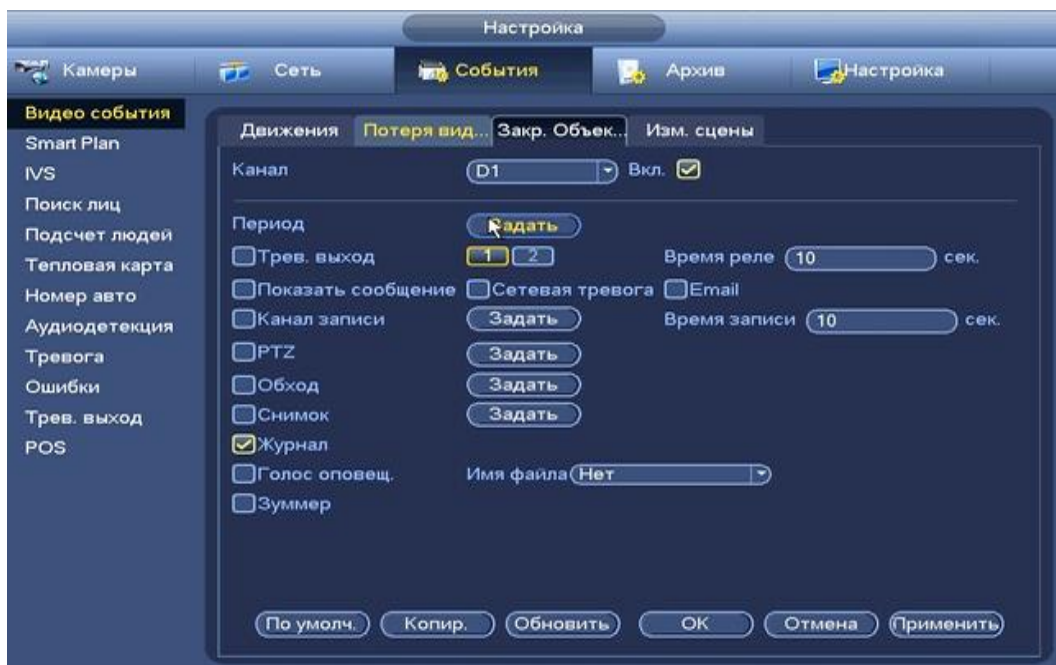 Настройка
Камеры Сеть События Архив Настройка
Видео события
Smart Plan
IVS
Поиск лиц
Подсчет людей
Тепловая карта
Номер авто
Аудиодетекция
Тревога
Ошибки
Трев. выход
POS
Движения Потеря вид... Закр. Объек... Изм. сцены
Канал D1 Вкл.
Период Задать
Трев. выход 1 2 Время реле 10 сек.
Показать сообщение Сетевая тревога Email
Канал записи Задать Время записи 10 сек.
PTZ Задать
Обход Задать
Снимок Задать
Журнал
Голос оповещ. Имя файла Нет
Зуммер
По умолч. Копир. Обновить OK Отмена Применить